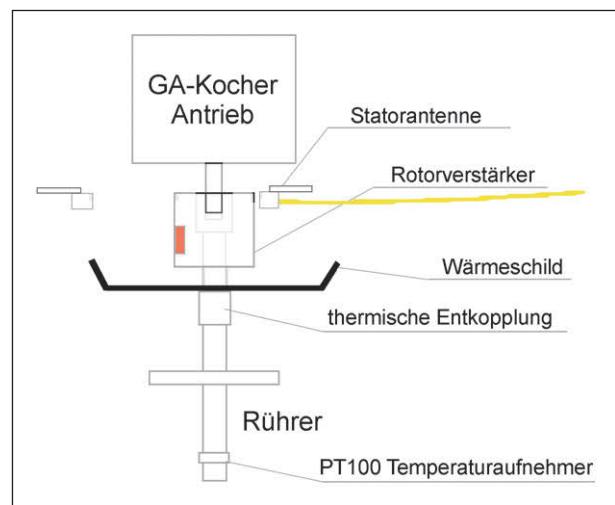 GA-Kocher
Antrieb
Statorantenne
Rotorverstärker
Wärmeschild
thermische Entkopplung
Rührer
PT100 Temperaturaufnehmer